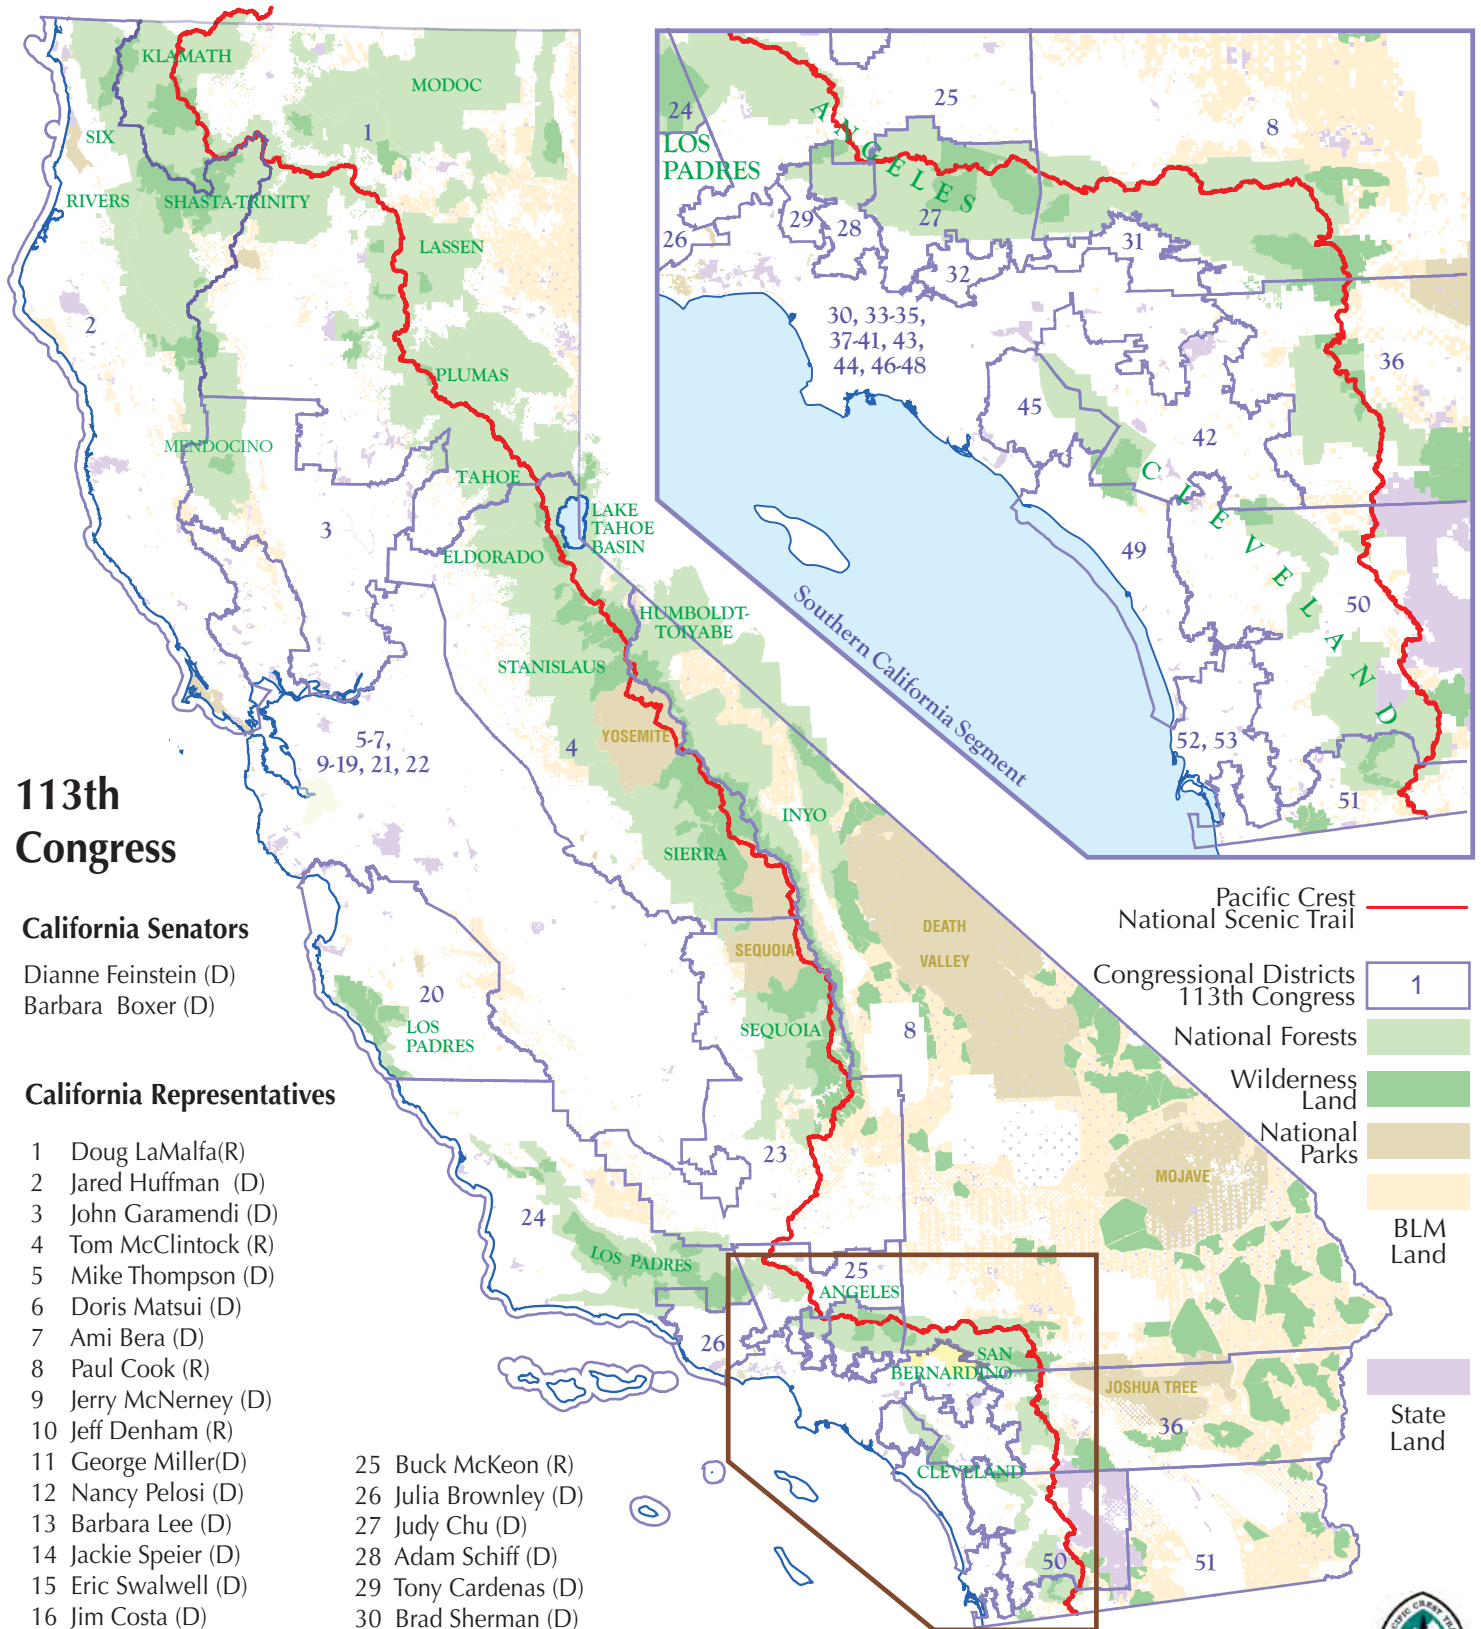 KLAMATH
MODOC
SIX
1
RIVERS
SHASTA-TRINITY
LASSEN
2
PLUMAS
MENDOCINO
TAHOE
3
LAKE
TAHOE
BASIN
ELDORADO
HUMBOLDT-
TOIYABE
STANISLAUS
YOSEMITE
4
5-7,
9-19, 21, 22
INYO
SIERRA
DEATH
VALLEY
SEQUOIA
20
LOS
PADRES
SEQUOIA
8
23
MOJAVE
24
LOS PADRES
25
ANGELES
26
SAN
BERNARDINO
JOSHUA TREE
36
CLEVELAND
50
51
24
25
8
LOS
PADRES
ANGELES
29
28
27
26
31
32
30, 33-35,
37-41, 43,
44, 46-48
36
45
42
CLEVELAND
49
50
52, 53
51
Southern California Segment
113th
Congress
California Senators
Dianne Feinstein (D)
Barbara Boxer (D)
California Representatives
1 Doug LaMalfa(R)
2 Jared Huffman (D)
3 John Garamendi (D)
4 Tom McClintock (R)
5 Mike Thompson (D)
6 Doris Matsui (D)
7 Ami Bera (D)
8 Paul Cook (R)
9 Jerry McNerney (D)
10 Jeff Denham (R)
11 George Miller(D)
12 Nancy Pelosi (D)
13 Barbara Lee (D)
14 Jackie Speier (D)
15 Eric Swalwell (D)
16 Jim Costa (D)
25 Buck McKeon (R)
26 Julia Brownley (D)
27 Judy Chu (D)
28 Adam Schiff (D)
29 Tony Cardenas (D)
30 Brad Sherman (D)
Pacific Crest
National Scenic Trail
Congressional Districts
113th Congress
1
National Forests
Wilderness
Land
National
Parks
BLM
Land
State
Land